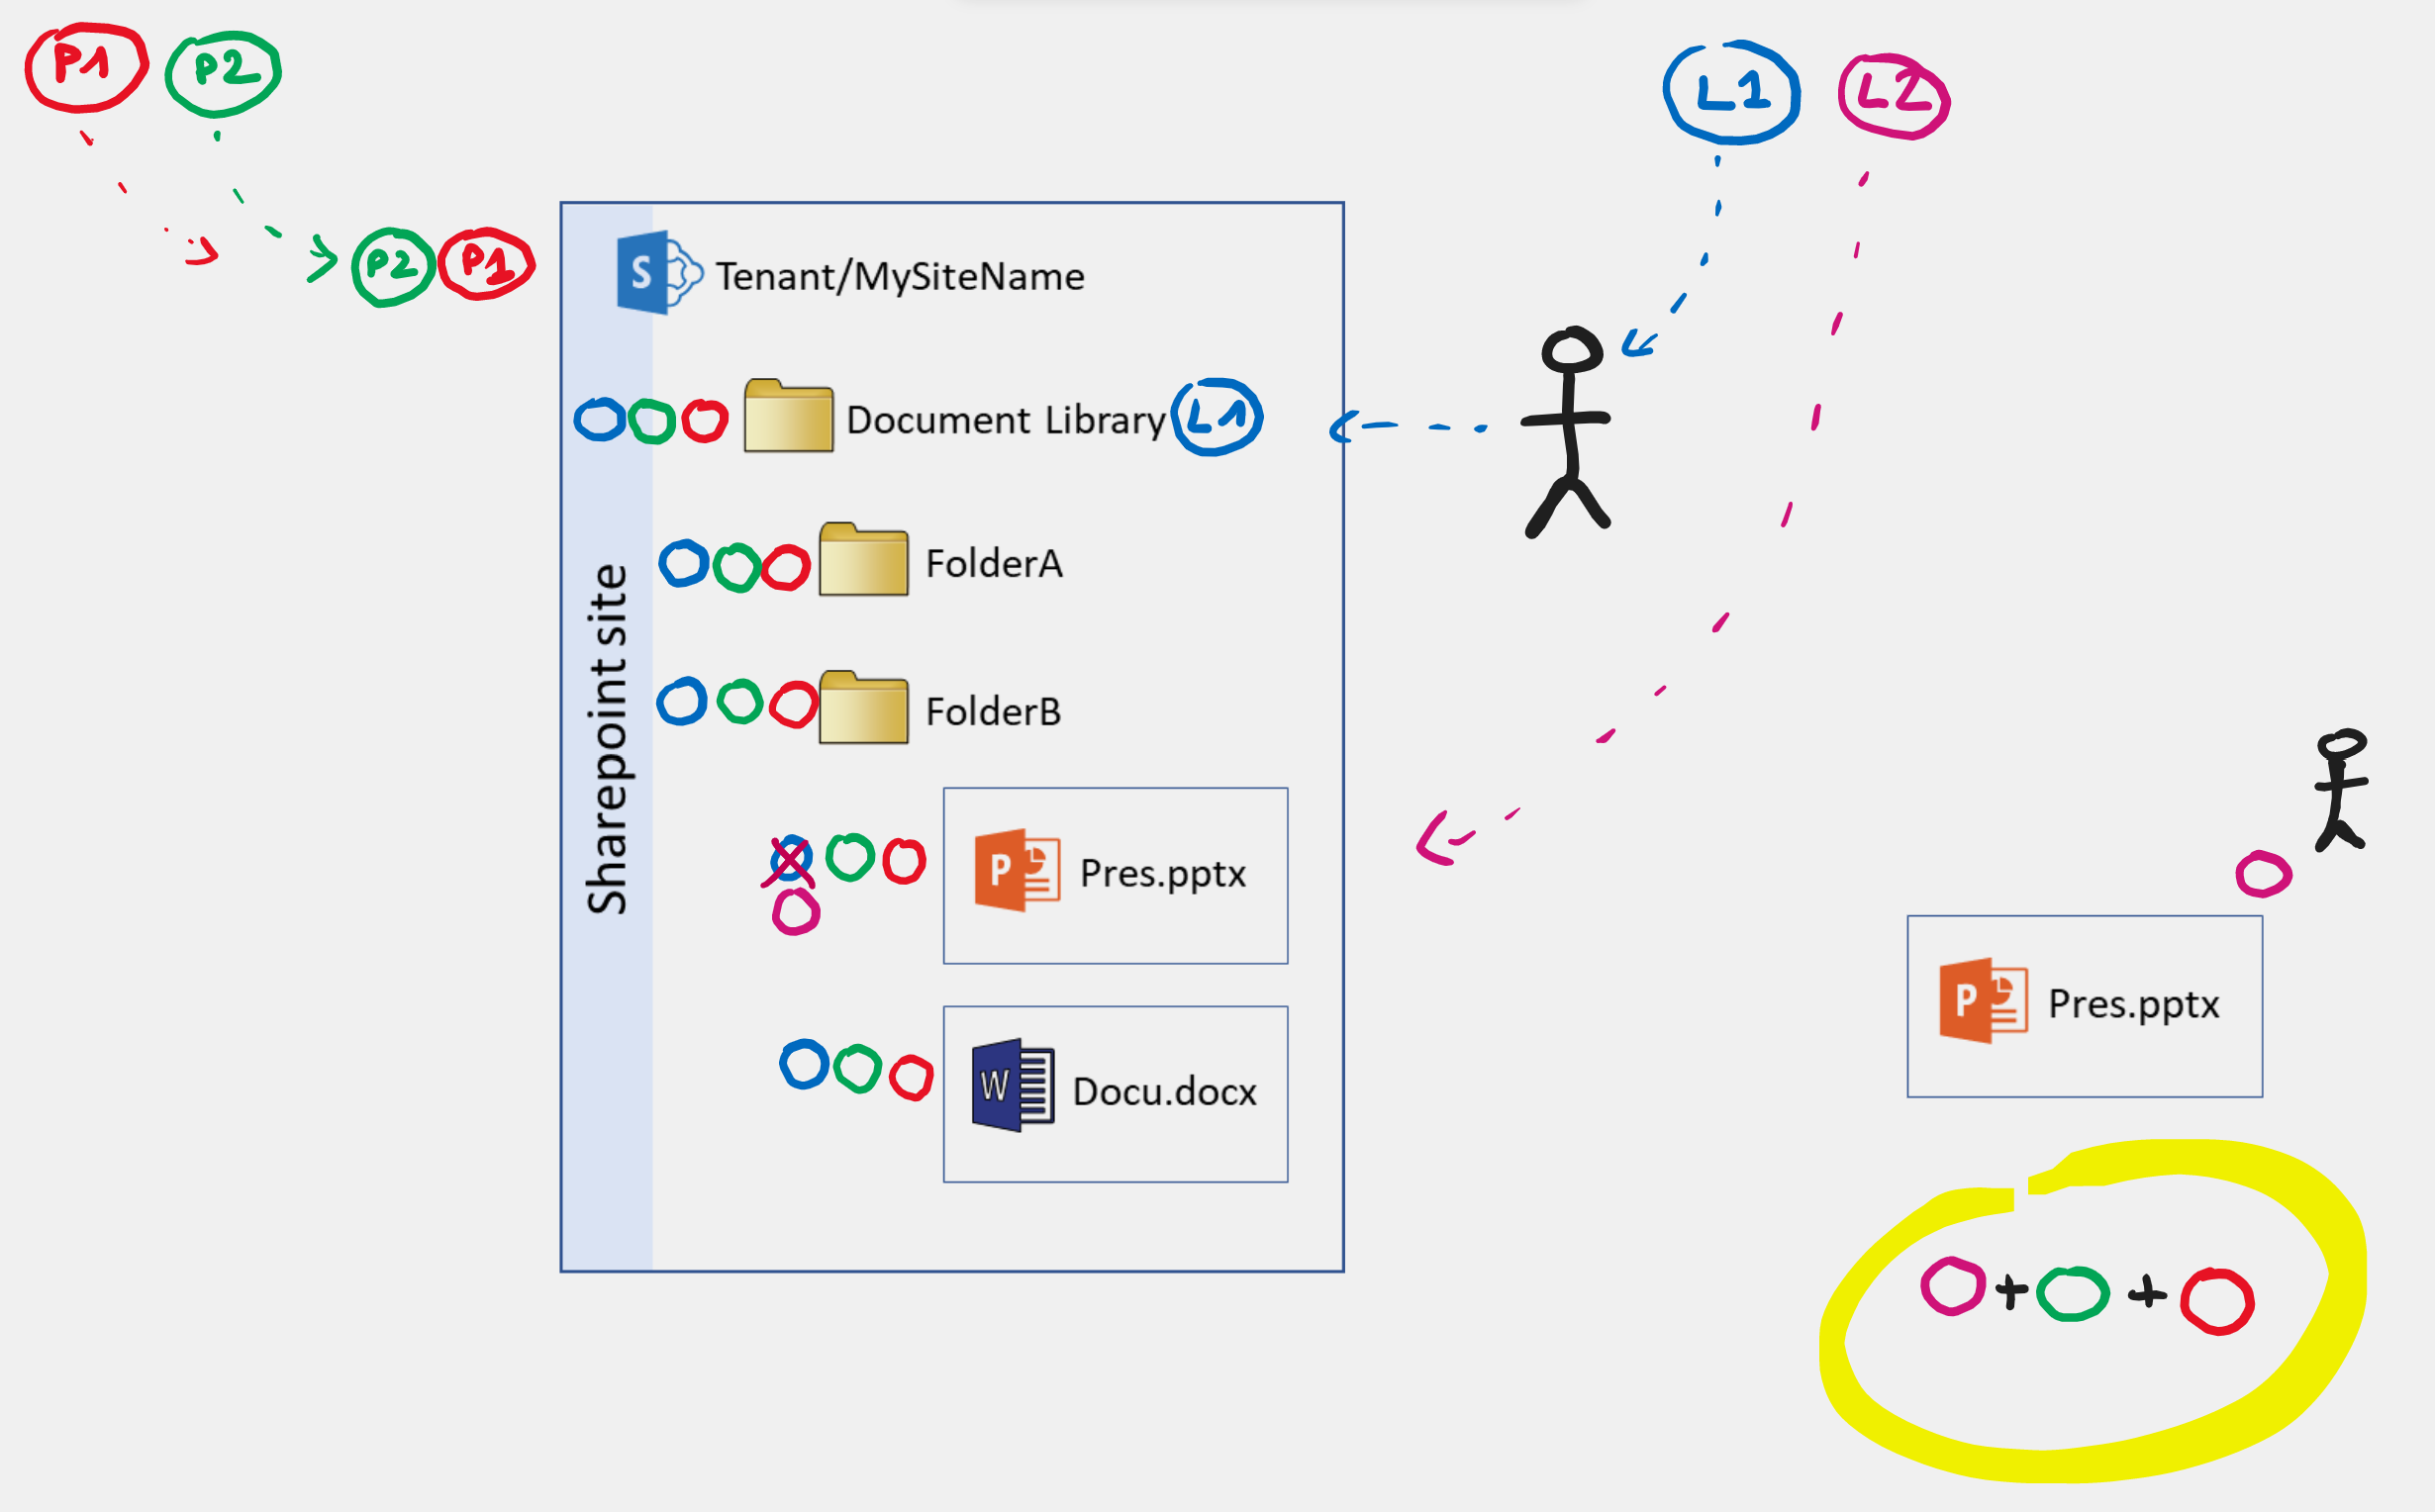 P1
P2
L1
L2
P2
P1
S
Tenant/MySiteName
Document Library
L1
FolderA
Sharepoint site
FolderB
P
Pres.pptx
P
Pres.pptx
W
Docu.docx
+
+